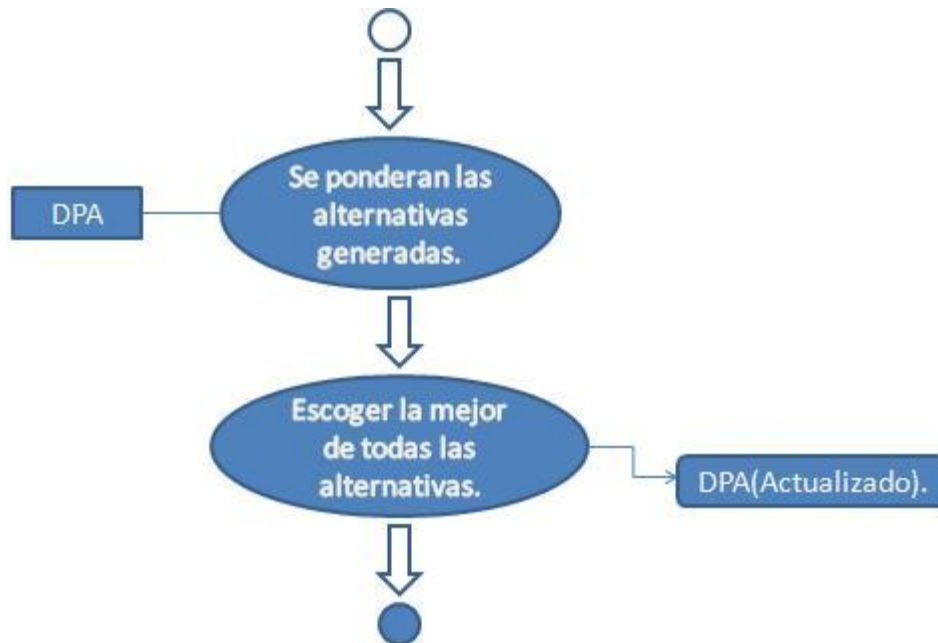 DPA
Se ponderan las
alternativas
generadas.
Escoger la mejor
de todas las
alternativas.
DPA(Actualizado).